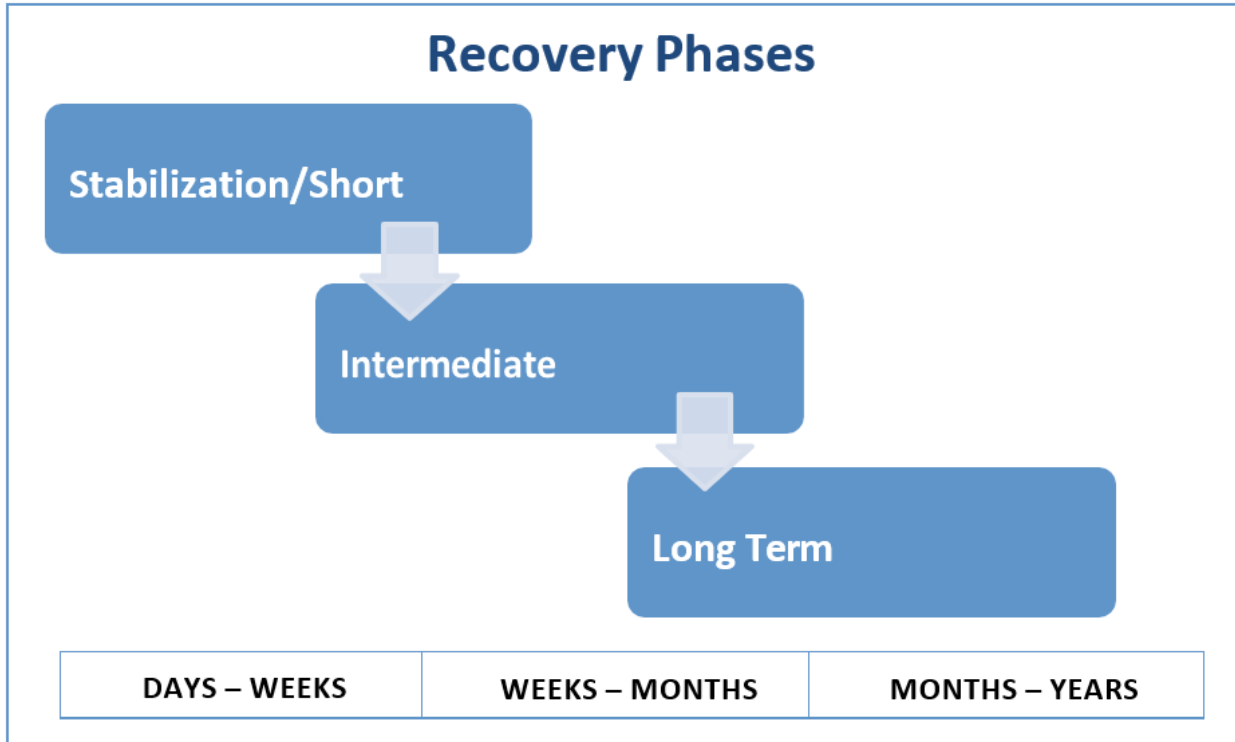 Recovery Phases
Stabilization/Short
Intermediate
Long Term
DAYS – WEEKS
WEEKS – MONTHS
MONTHS – YEARS